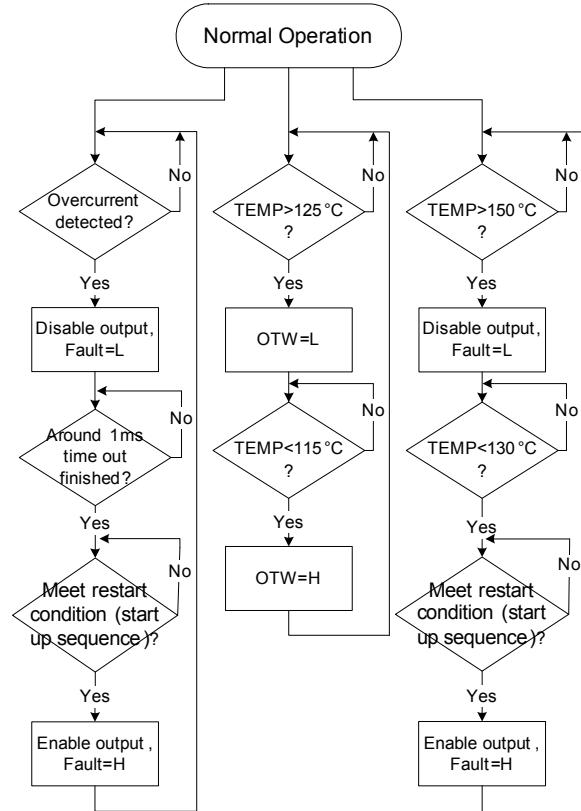 Normal Operation
Overcurrent
detected?
No
Yes
Disable output,
Fault=L
Around 1ms
time out
finished?
No
Yes
Meet restart
condition (start
up sequence)?
No
Yes
Enable output,
Fault=H
TEMP>125°C
?
No
Yes
OTW=L
TEMP<115°C
?
No
Yes
OTW=H
TEMP>150°C
?
No
Yes
Disable output,
Fault=L
TEMP<130°C
?
No
Yes
Meet restart
condition (start
up sequence)?
No
Yes
Enable output,
Fault=H